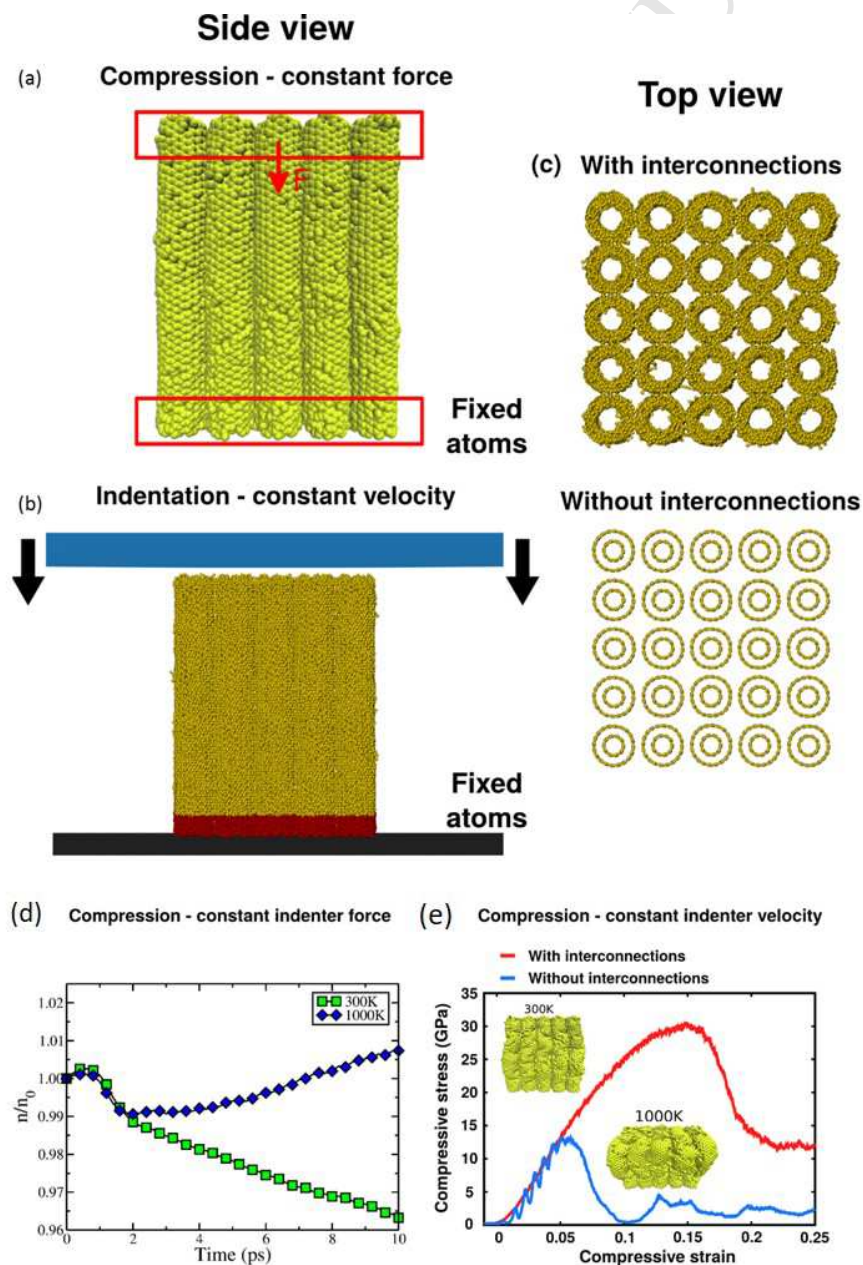 Side view
(a)
Compression - constant force
F
Fixed
atoms
Top view
(c) With interconnections
(b)
Indentation - constant velocity
Fixed
atoms
Without interconnections
(d) Compression - constant indenter force
300K
1000K
n/n0
1.02
1.01
1.00
0.99
0.98
0.97
0.96
0 2 4 6 8 10
Time (ps)
(e) Compression - constant indenter velocity
With interconnections
Without interconnections
Compressive stress (GPa)
35
30
25
20
15
10
5
0
300K
1000K
0 0.05 0.1 0.15 0.2 0.25
Compressive strain